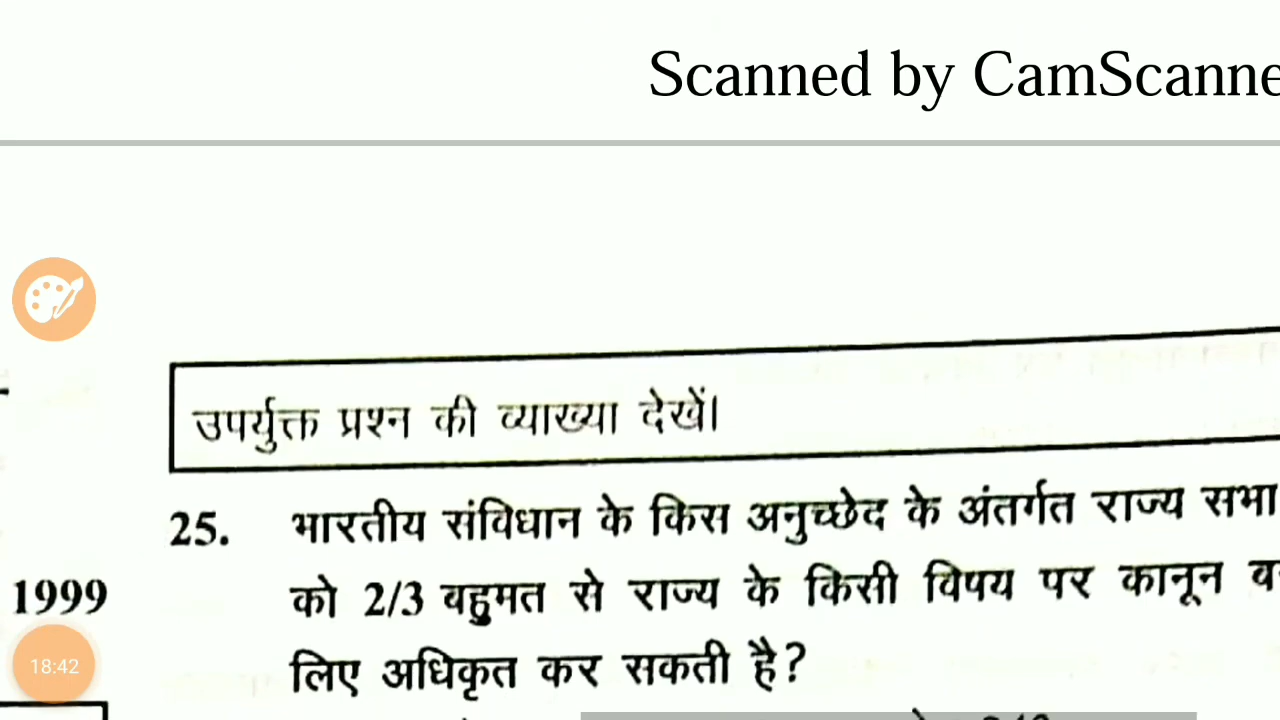 Scanned by CamScanne
उपर्युक्त प्रश्न की व्याख्या देखें।
25. भारतीय संविधान के किस अनुच्छेद के अंतर्गत राज्य सभा
को 2/3 बहुमत से राज्य के किसी विषय पर कानून
1999
लिए अधिकृत कर सकती है?
18:42